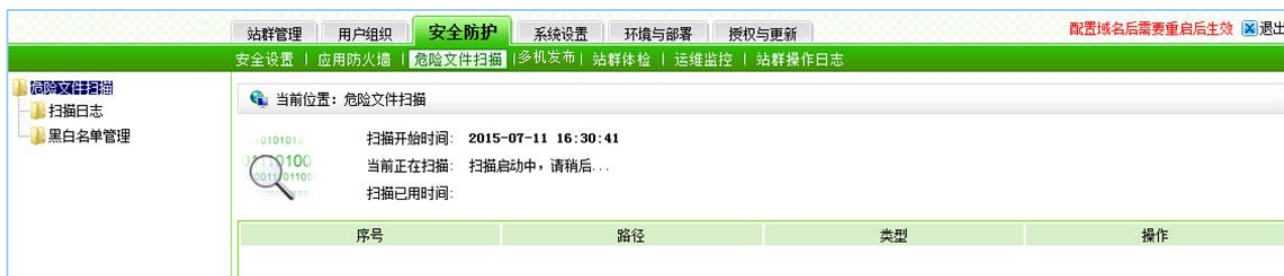 站群管理 用户组织 安全防护 系统设置 环境与部署 授权与更新 配置域名后需要重启后生效 退出
安全设置 | 应用防火墙 | 危险文件扫描 | 多机发布 | 站群体检 | 运维监控 | 站群操作日志
危险文件扫描
扫描日志
黑白名单管理
当前位置：危险文件扫描
扫描开始时间： 2015-07-11 16:30:41
当前正在扫描： 扫描启动中，请稍后...
扫描已用时间：
序号 路径 类型 操作